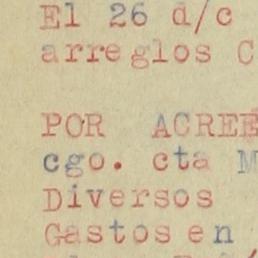 El 26 d/c
arreglos C
POR ACREE
cgo. cta M
Diversos
Gastos en